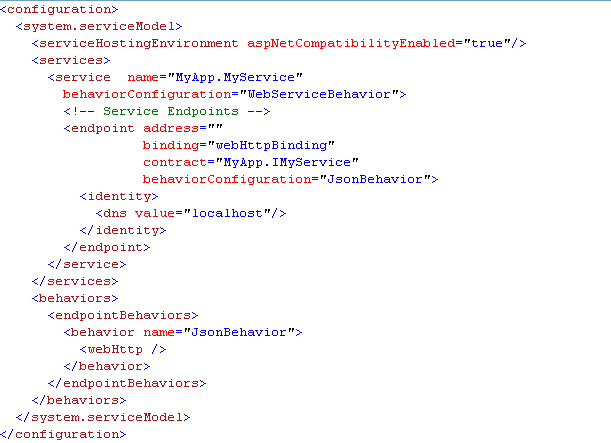 <configuration>
  <system.serviceModel>
    <serviceHostingEnvironment aspNetCompatibilityEnabled="true"/>
    <services>
      <service  name="MyApp.MyService"
        behaviorConfiguration="WebServiceBehavior">
        <!-- Service Endpoints -->
        <endpoint address=""
                  binding="webHttpBinding"
                  contract="MyApp.IMyService"
                  behaviorConfiguration="JsonBehavior">
          <identity>
            <dns value="localhost"/>
          </identity>
        </endpoint>
      </service>
    </services>
    <behaviors>
      <endpointBehaviors>
        <behavior name="JsonBehavior">
          <webHttp />
        </behavior>
      </endpointBehaviors>
    </behaviors>
  </system.serviceModel>
</configuration>